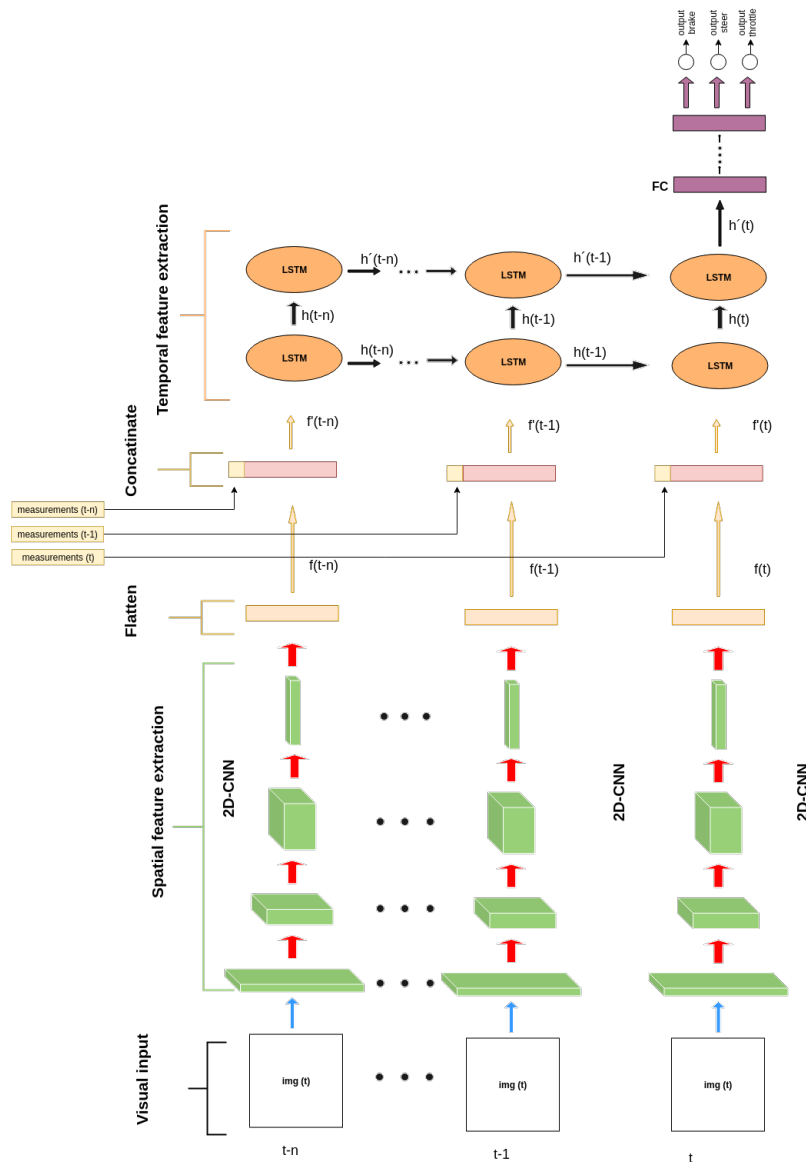 output
brake
output
steer
output
throttle
FC
h´(t)
Temporal feature extraction
LSTM
h´(t-n)
LSTM
h´(t-1)
LSTM
h(t-n)
h(t-1)
h(t)
LSTM
h(t-n)
LSTM
h(t-1)
LSTM
f'(t-n)
f'(t-1)
f'(t)
Concatinate
measurements (t-n)
measurements (t-1)
measurements (t)
f(t-n)
f(t-1)
f(t)
Flatten
Spatial feature extraction
2D-CNN
2D-CNN
2D-CNN
Visual input
img (t)
img (t)
img (t)
t-n
t-1
t